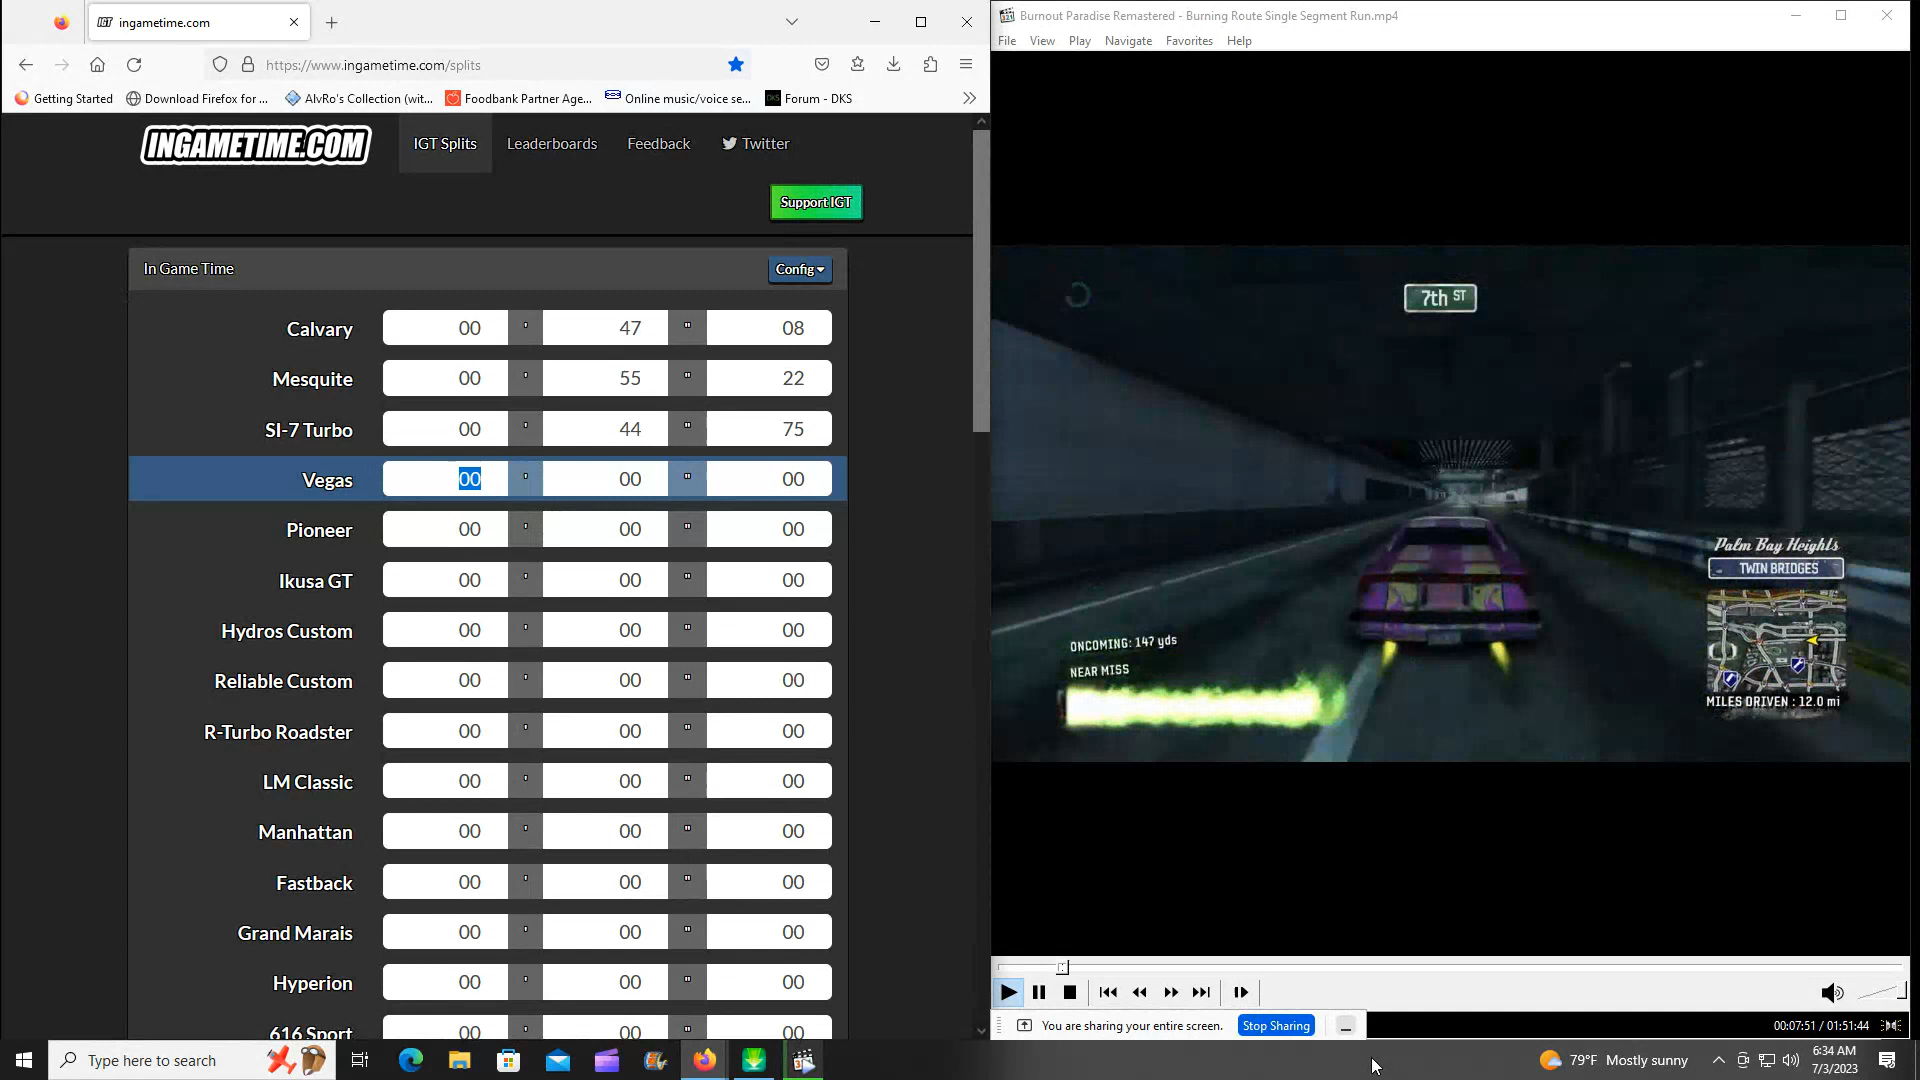 ingametime.com
https://www.ingametime.com/splits
Getting Started
Download Firefox for ...
AlvRo's Collection (wit...
Foodbank Partner Age...
Online music/voice se...
DKS
Forum - DKS
INGAMETIME.COM
IGT Splits
Leaderboards
Feedback
Twitter
Support IGT
In Game Time
Config
Calvary 00 ' 47 " 08
Mesquite 00 ' 55 " 22
SI-7 Turbo 00 ' 44 " 75
Vegas 00 ' 00 " 00
Pioneer 00 ' 00 " 00
Ikusa GT 00 ' 00 " 00
Hydros Custom 00 ' 00 " 00
Reliable Custom 00 ' 00 " 00
R-Turbo Roadster 00 ' 00 " 00
LM Classic 00 ' 00 " 00
Manhattan 00 ' 00 " 00
Fastback 00 ' 00 " 00
Grand Marais 00 ' 00 " 00
Hyperion 00 ' 00 " 00
616 Sport 00 ' 00 " 00
Burnout Paradise Remastered - Burning Route Single Segment Run.mp4
File View Play Navigate Favorites Help
7th ST
Palm Bay Heights
TWIN BRIDGES
ONCOMING: 147 yds
NEAR MISS
MILES DRIVEN : 12.0 mi
You are sharing your entire screen.
Stop Sharing
00:07:51 / 01:51:44
Type here to search
79°F Mostly sunny
6:34 AM
7/3/2023